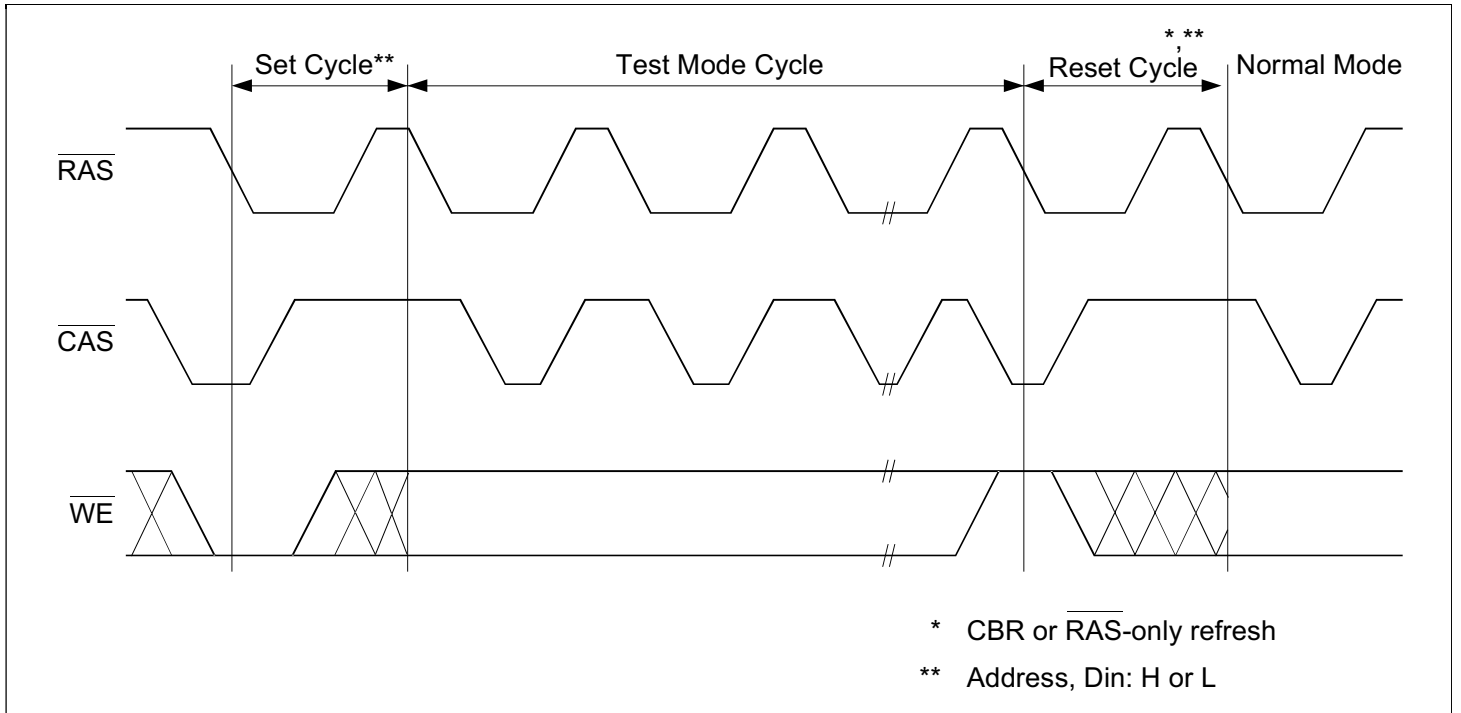 *,**
Set Cycle** Test Mode Cycle Reset Cycle Normal Mode
RAS
CAS
WE
* CBR or RAS-only refresh
** Address, Din: H or L